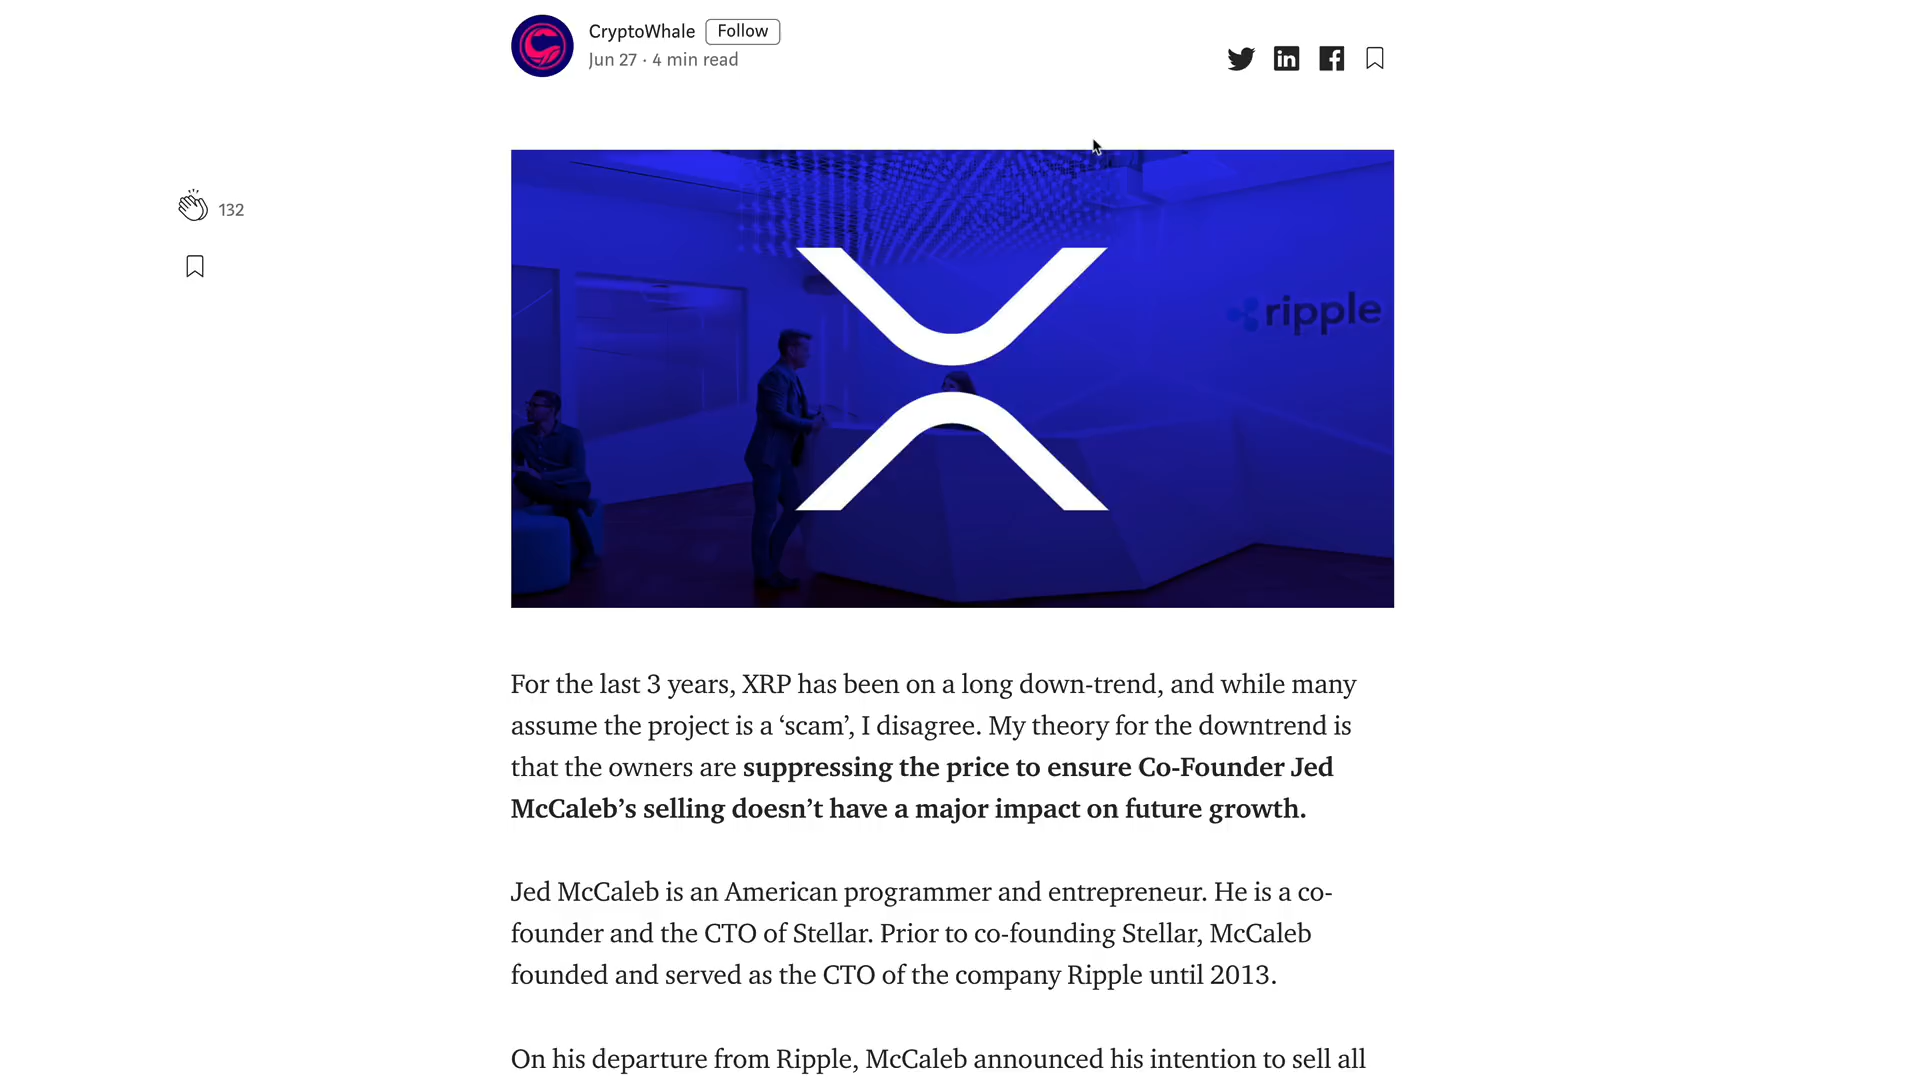 CryptoWhale Follow
Jun 27 · 4 min read
132
ripple
For the last 3 years, XRP has been on a long down-trend, and while many
assume the project is a ‘scam’, I disagree. My theory for the downtrend is
that the owners are suppressing the price to ensure Co-Founder Jed
McCaleb’s selling doesn’t have a major impact on future growth.
Jed McCaleb is an American programmer and entrepreneur. He is a co-
founder and the CTO of Stellar. Prior to co-founding Stellar, McCaleb
founded and served as the CTO of the company Ripple until 2013.
On his departure from Ripple, McCaleb announced his intention to sell all